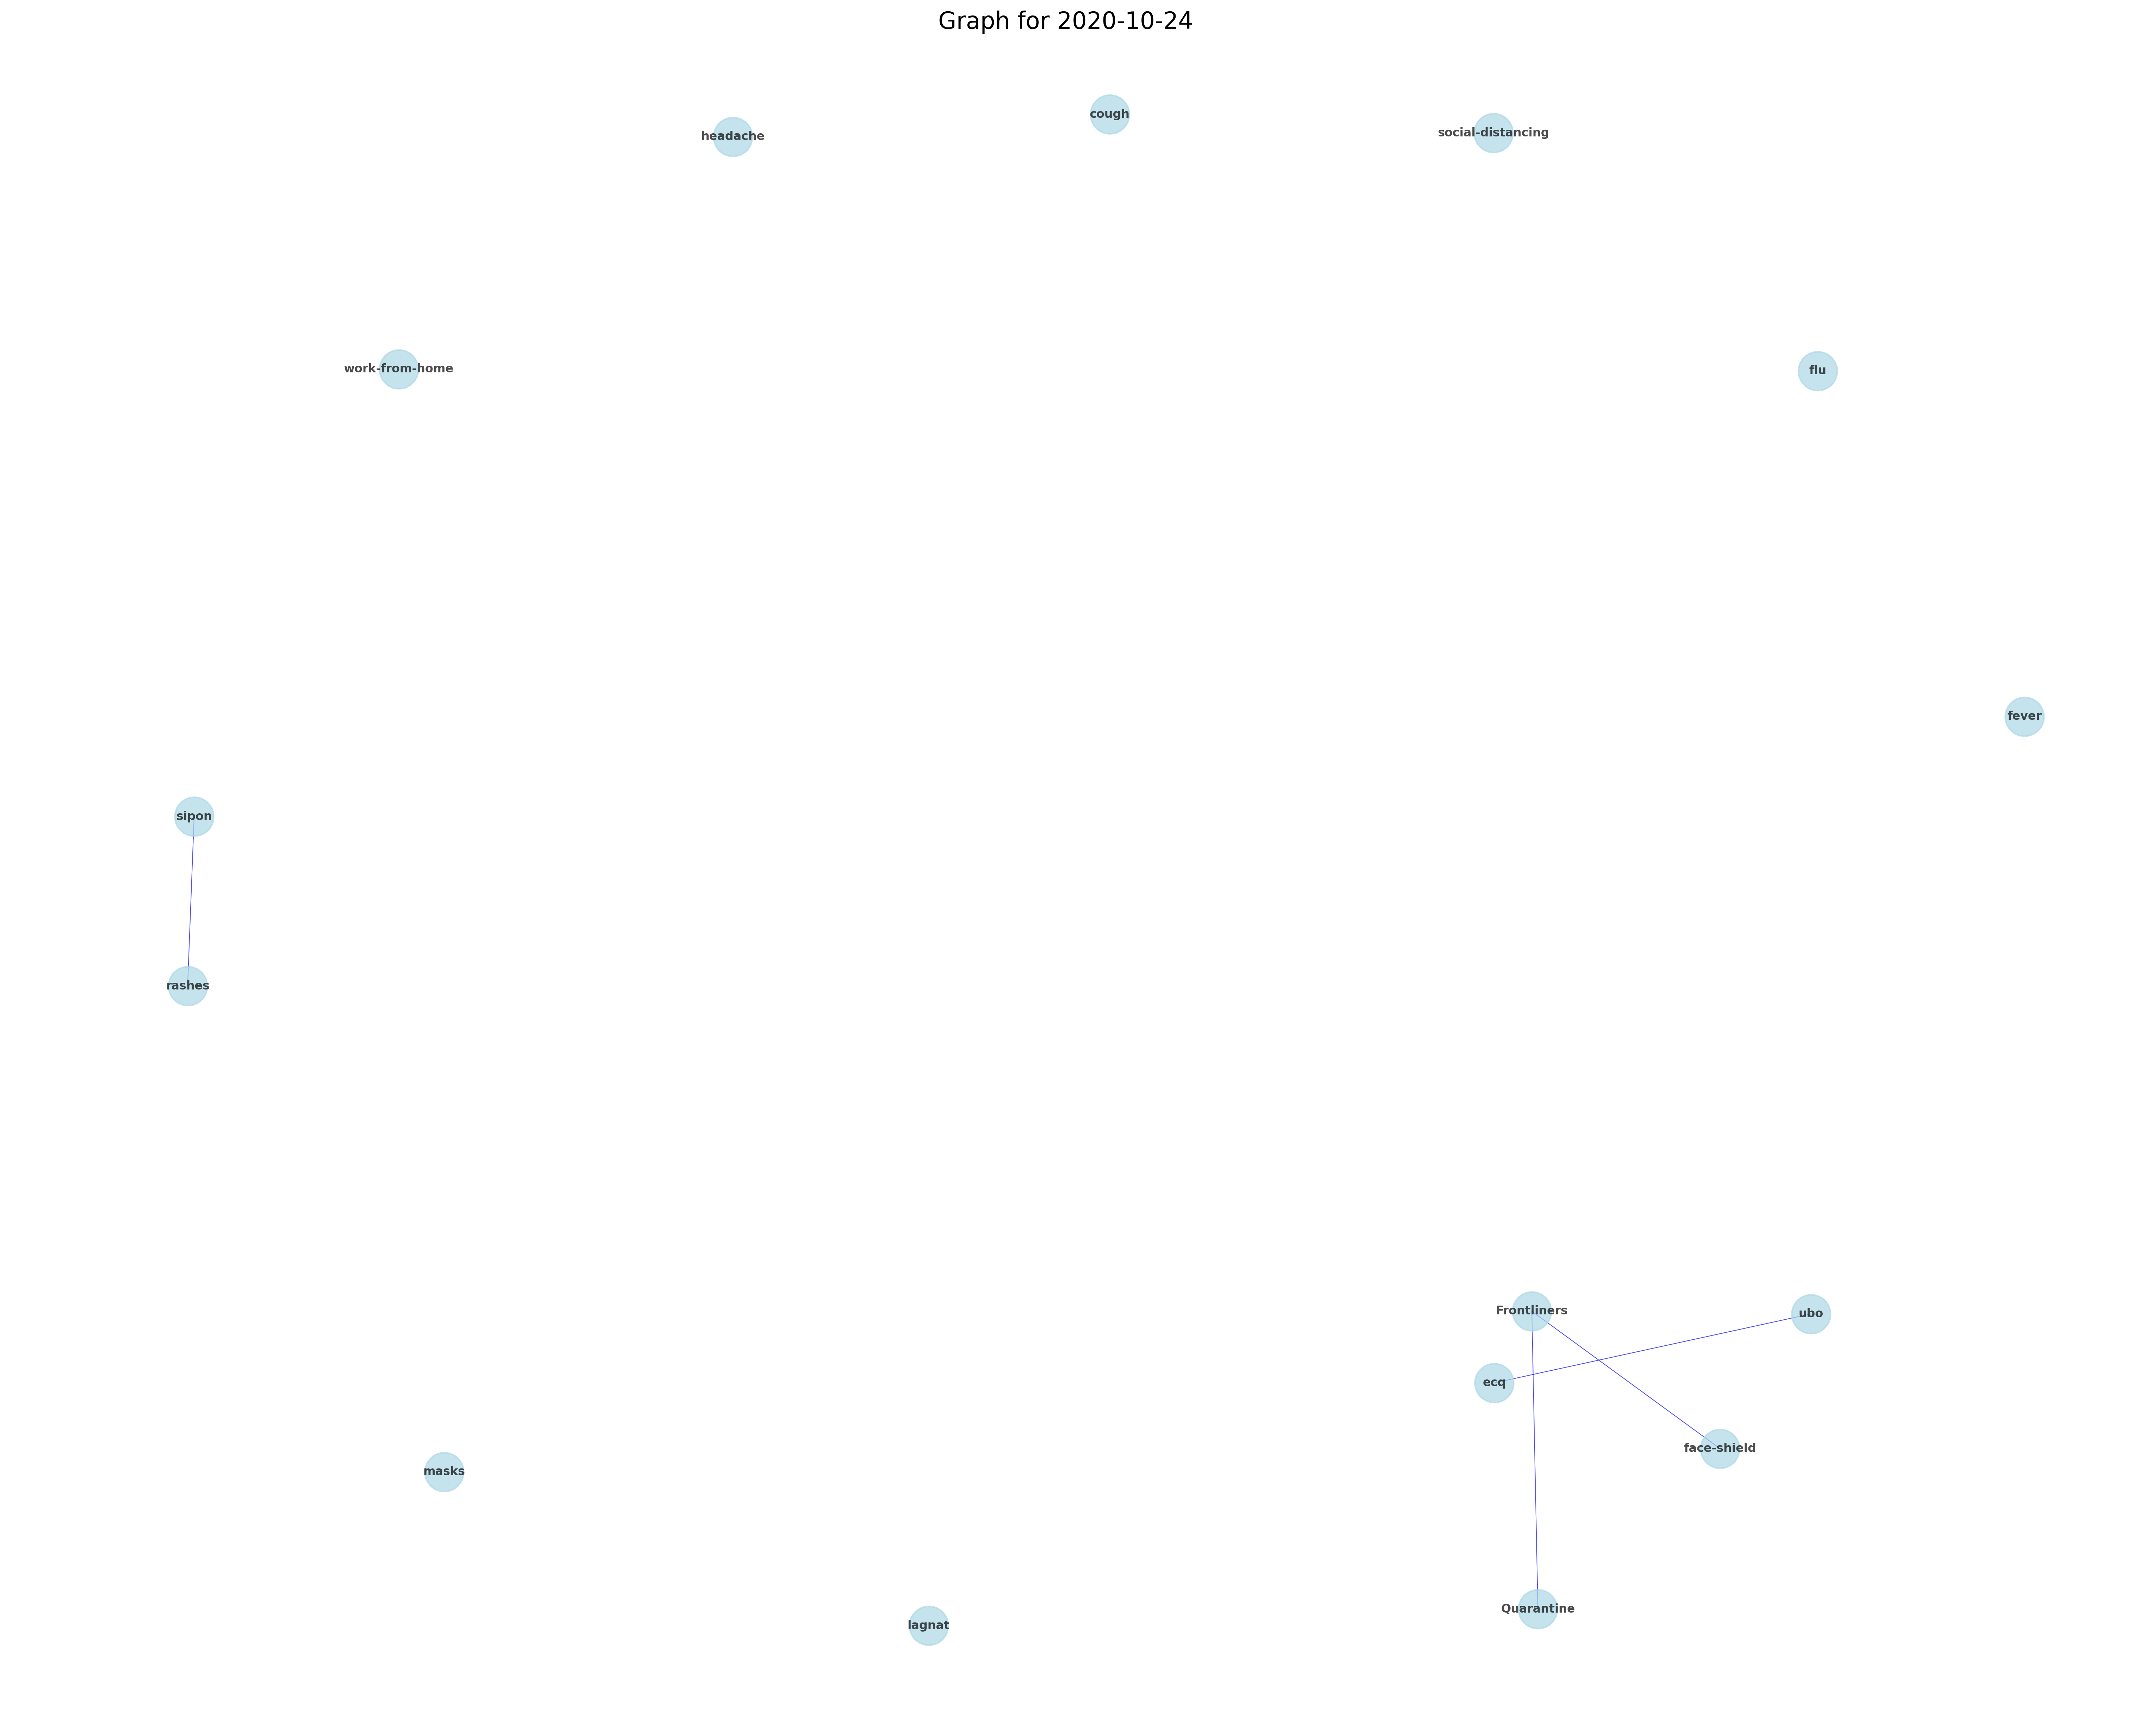 Graph for 2020-10-24
cough
social-distancing
headache
work-from-home
flu
fever
sipon
rashes
Frontliners
ubo
ecq
face-shield
masks
Quarantine
lagnat